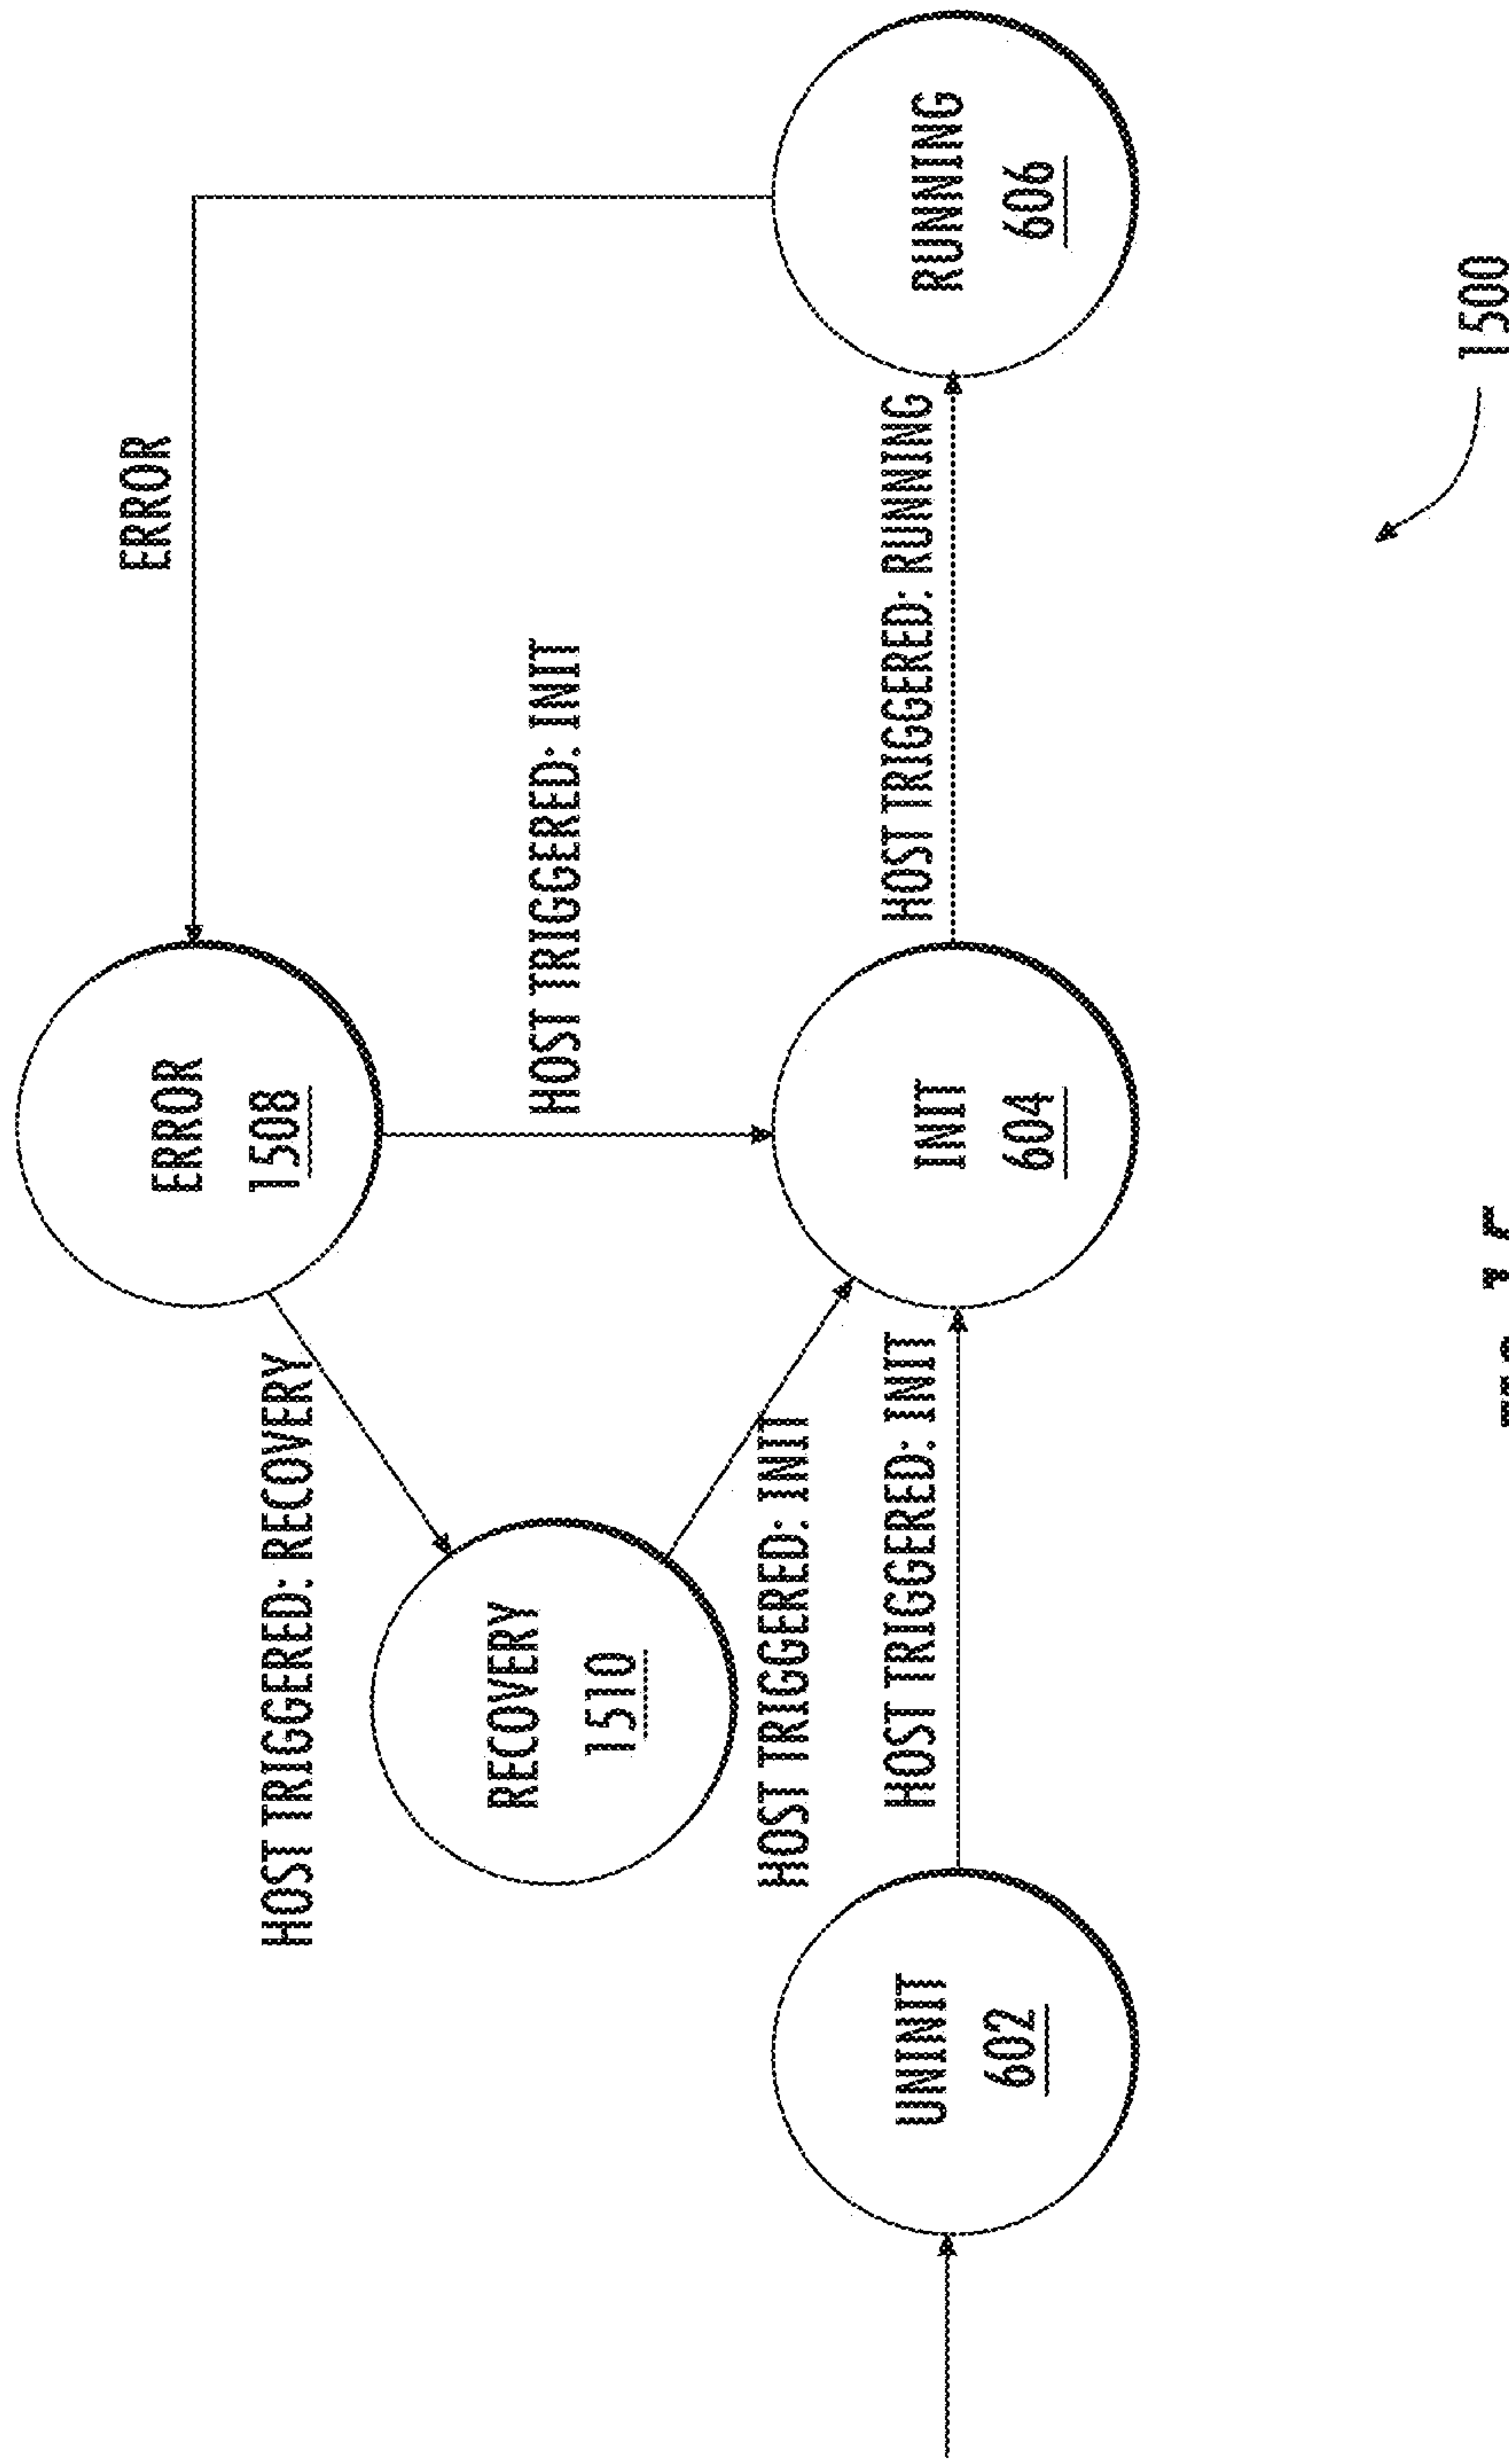 ERROR
ERROR
1508
HOST TRIGGERED: RECOVERY
HOST TRIGGERED: INIT
RECOVERY
1510
HOST TRIGGERED: INIT
HOST TRIGGERED: INIT
HOST TRIGGERED: RUNNING
UNINIT
602
INIT
604
RUNNING
606
1500